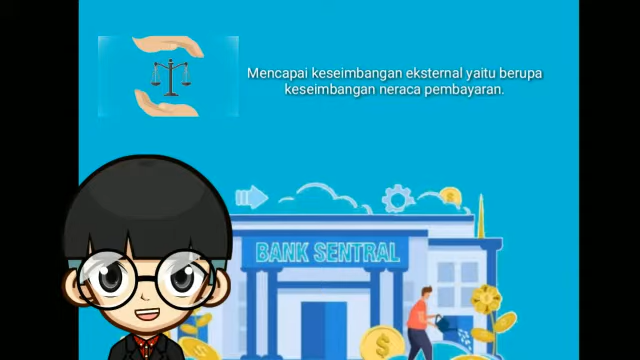 Mencapai keseimbangan eksternal yaitu berupa
keseimbangan neraca pembayaran.
BANK SENTRAL